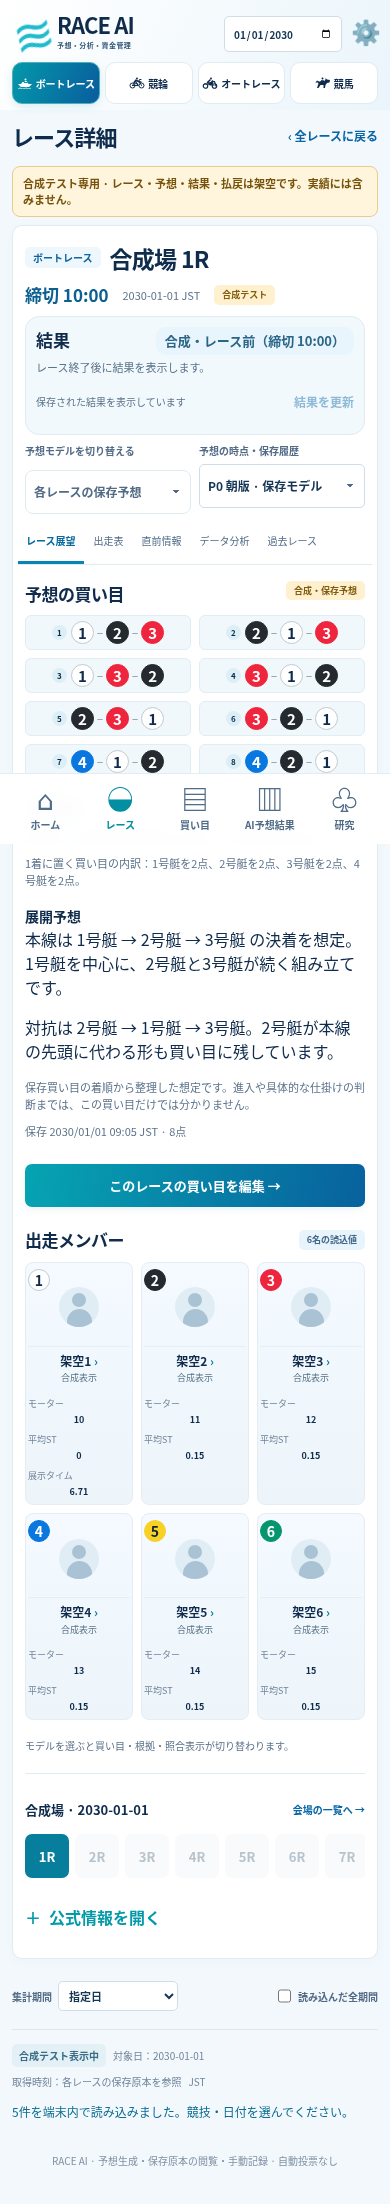 RACE AI
予想・分析・資金管理
01/01/2030
ボートレース
競輪
オートレース
競馬
レース詳細
‹ 全レースに戻る
合成テスト専用・レース・予想・結果・払戻は架空です。実績には含
みません。
ボートレース 合成場 1R
締切 10:00 2030-01-01 JST 合成テスト
結果 合成・レース前（締切 10:00）
レース終了後に結果を表示します。
保存された結果を表示しています 結果を更新
予想モデルを切り替える 予想の時点・保存履歴
各レースの保存予想 P0 朝版・保存モデル
レース展望 出走表 直前情報 データ分析 過去レース
予想の買い目 合成・保存予想
1 1 – 2 – 3 2 2 – 1 – 3
3 1 – 3 – 2 4 3 – 1 – 2
5 2 – 3 – 1 6 3 – 2 – 1
7 4 – 1 – 2 8 4 – 2 – 1
ホーム レース 買い目 AI予想結果 研究
1着に置く買い目の内訳：1号艇を2点、2号艇を2点、3号艇を2点、4
号艇を2点。
展開予想
本線は 1号艇 → 2号艇 → 3号艇 の決着を想定。
1号艇を中心に、2号艇と3号艇が続く組み立て
です。
対抗は 2号艇 → 1号艇 → 3号艇。2号艇が本線
の先頭に代わる形も買い目に残しています。
保存買い目の着順から整理した想定です。進入や具体的な仕掛けの判
断までは、この買い目だけでは分かりません。
保存 2030/01/01 09:05 JST · 8点
このレースの買い目を編集 →
出走メンバー 6名の読込値
1 2 3
架空1 › 架空2 › 架空3 ›
合成表示 合成表示 合成表示
モーター モーター モーター
10 11 12
平均ST 平均ST 平均ST
0 0.15 0.15
展示タイム
6.71
4 5 6
架空4 › 架空5 › 架空6 ›
合成表示 合成表示 合成表示
モーター モーター モーター
13 14 15
平均ST 平均ST 平均ST
0.15 0.15 0.15
モデルを選ぶと買い目・根拠・照合表示が切り替わります。
合成場・2030-01-01 会場の一覧へ →
1R 2R 3R 4R 5R 6R 7R
＋ 公式情報を開く
集計期間 指定日 読み込んだ全期間
合成テスト表示中 対象日：2030-01-01
取得時刻：各レースの保存原本を参照 JST
5件を端末内で読み込みました。競技・日付を選んでください。
RACE AI · 予想生成・保存原本の閲覧・手動記録 · 自動投票なし